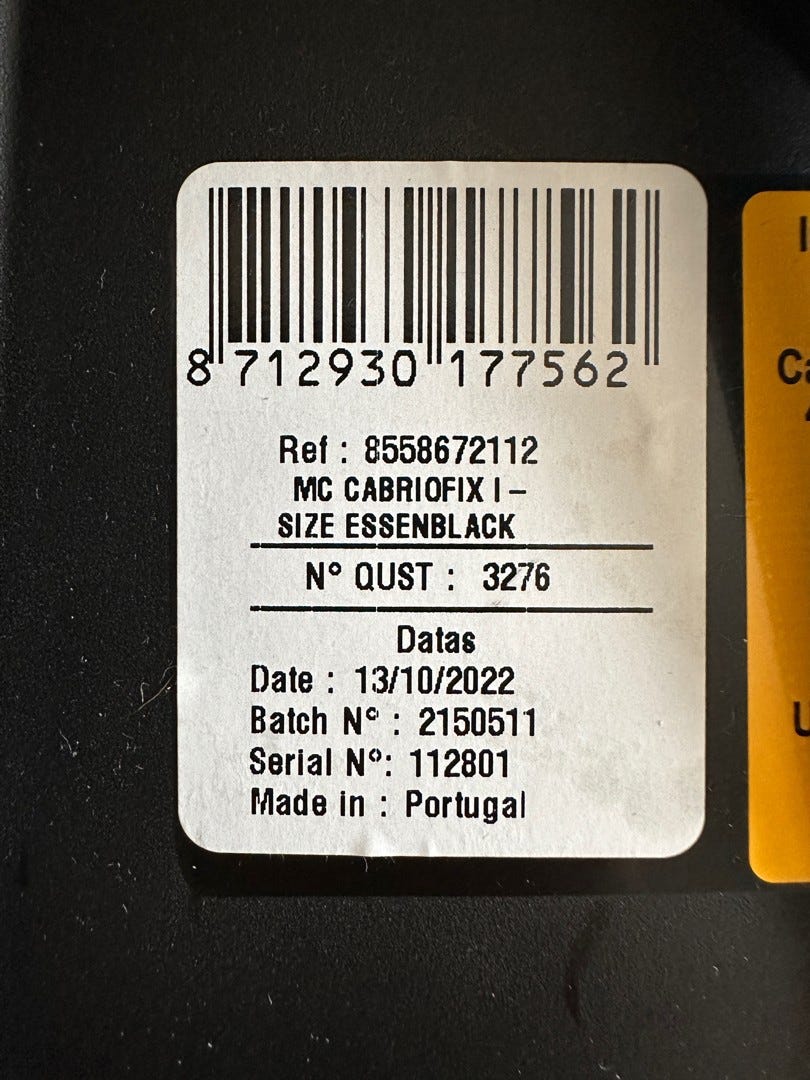 8 712930 177562
Ref : 8558672112
MC CABRIOFIX I –
SIZE ESSENBLACK
N° QUST : 3276
Datas
Date : 13/10/2022
Batch N° : 2150511
Serial N°: 112801
Made in : Portugal